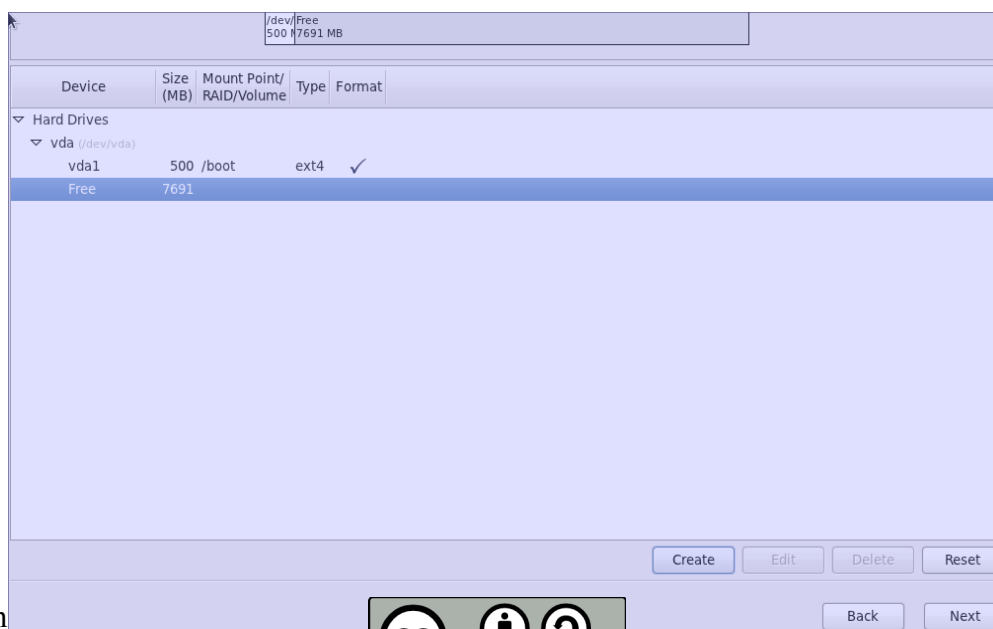 /dev/ Free
500 M 7691 MB
Device Size (MB) Mount Point/ RAID/Volume Type Format
Hard Drives
vda (/dev/vda)
vda1 500 /boot ext4
Free 7691
Create Edit Delete Reset
Back Next